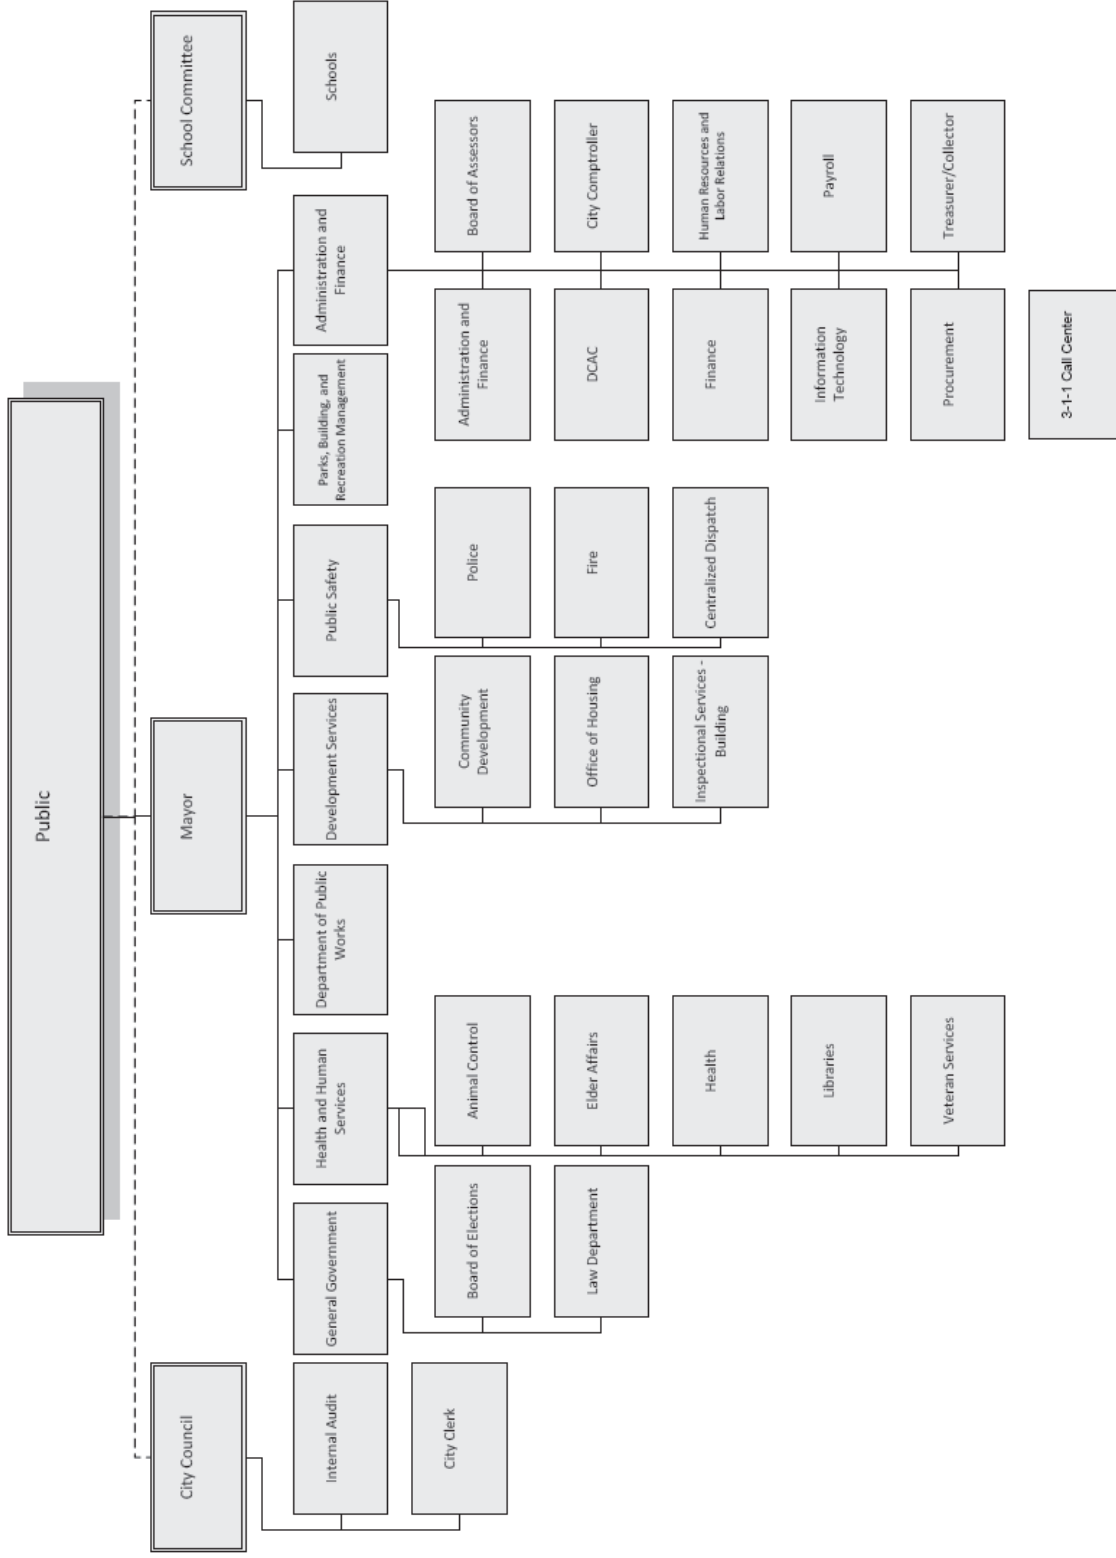 Public
City Council
Mayor
School Committee
Internal Audit
City Clerk
General Government
Health and Human
Services
Department of Public
Works
Development Services
Public Safety
Parks, Building, and
Recreation Management
Administration and
Finance
Schools
Board of Elections
Law Department
Animal Control
Elder Affairs
Health
Libraries
Veteran Services
Community
Development
Office of Housing
Inspectional Services -
Building
Police
Fire
Centralized Dispatch
Administration and
Finance
Board of Assessors
DCAC
City Comptroller
Finance
Human Resources and
Labor Relations
Information
Technology
Payroll
Procurement
Treasurer/Collector
3-1-1 Call Center